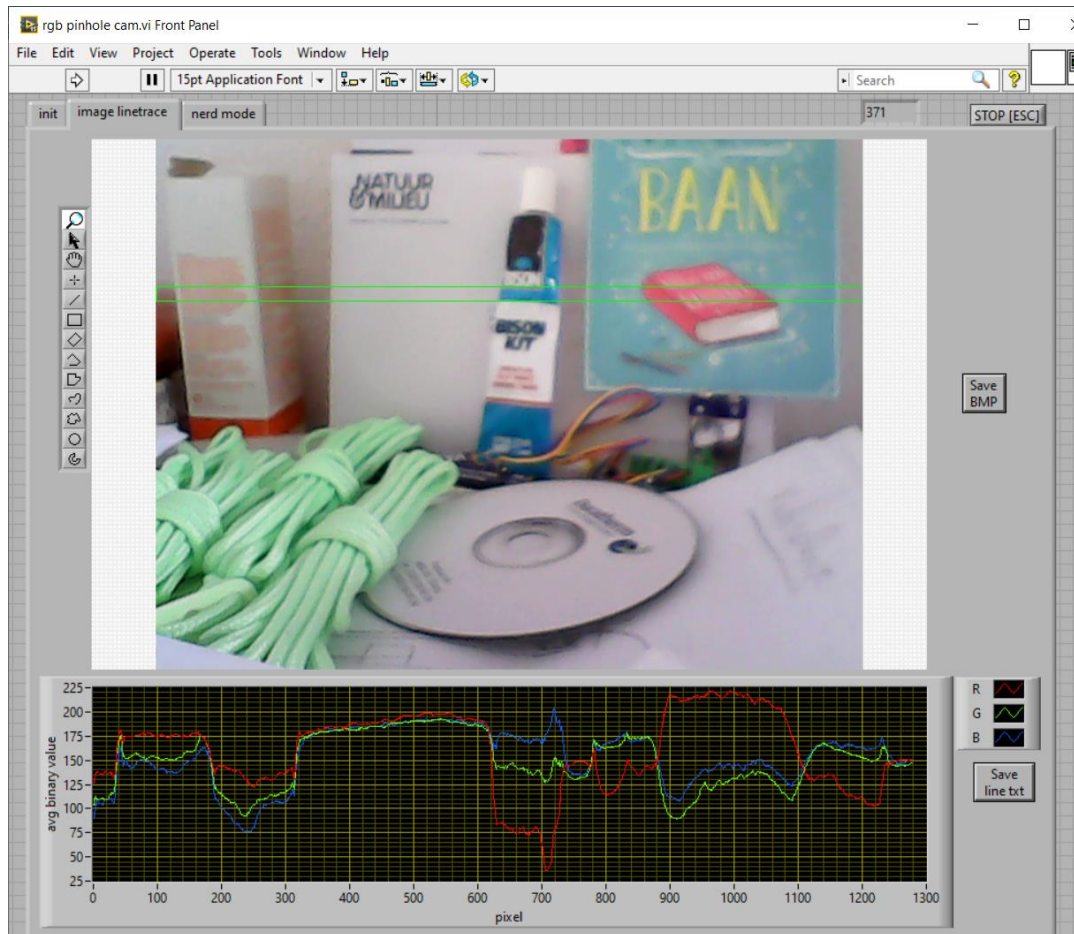 rgb pinhole cam.vi Front Panel
File Edit View Project Operate Tools Window Help
15pt Application Font
Search
init
image linetrace
nerd mode
371
STOP [ESC]
NATUUR
& MILIEU
BAAN
BISON
KIT
Save
BMP
225
200
175
150
125
100
75
50
25
avg binary value
0 100 200 300 400 500 600 700 800 900 1000 1100 1200 1300
pixel
R
G
B
Save
line txt